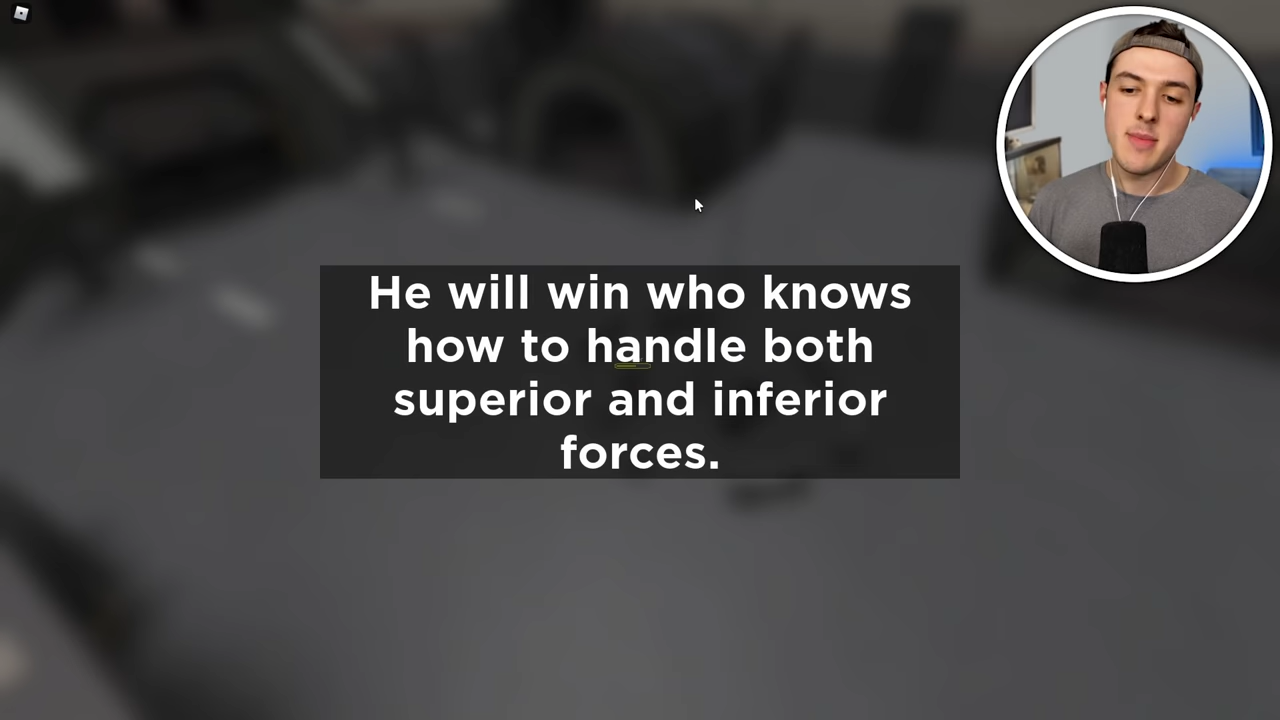 He will win who knows
how to handle both
superior and inferior
forces.